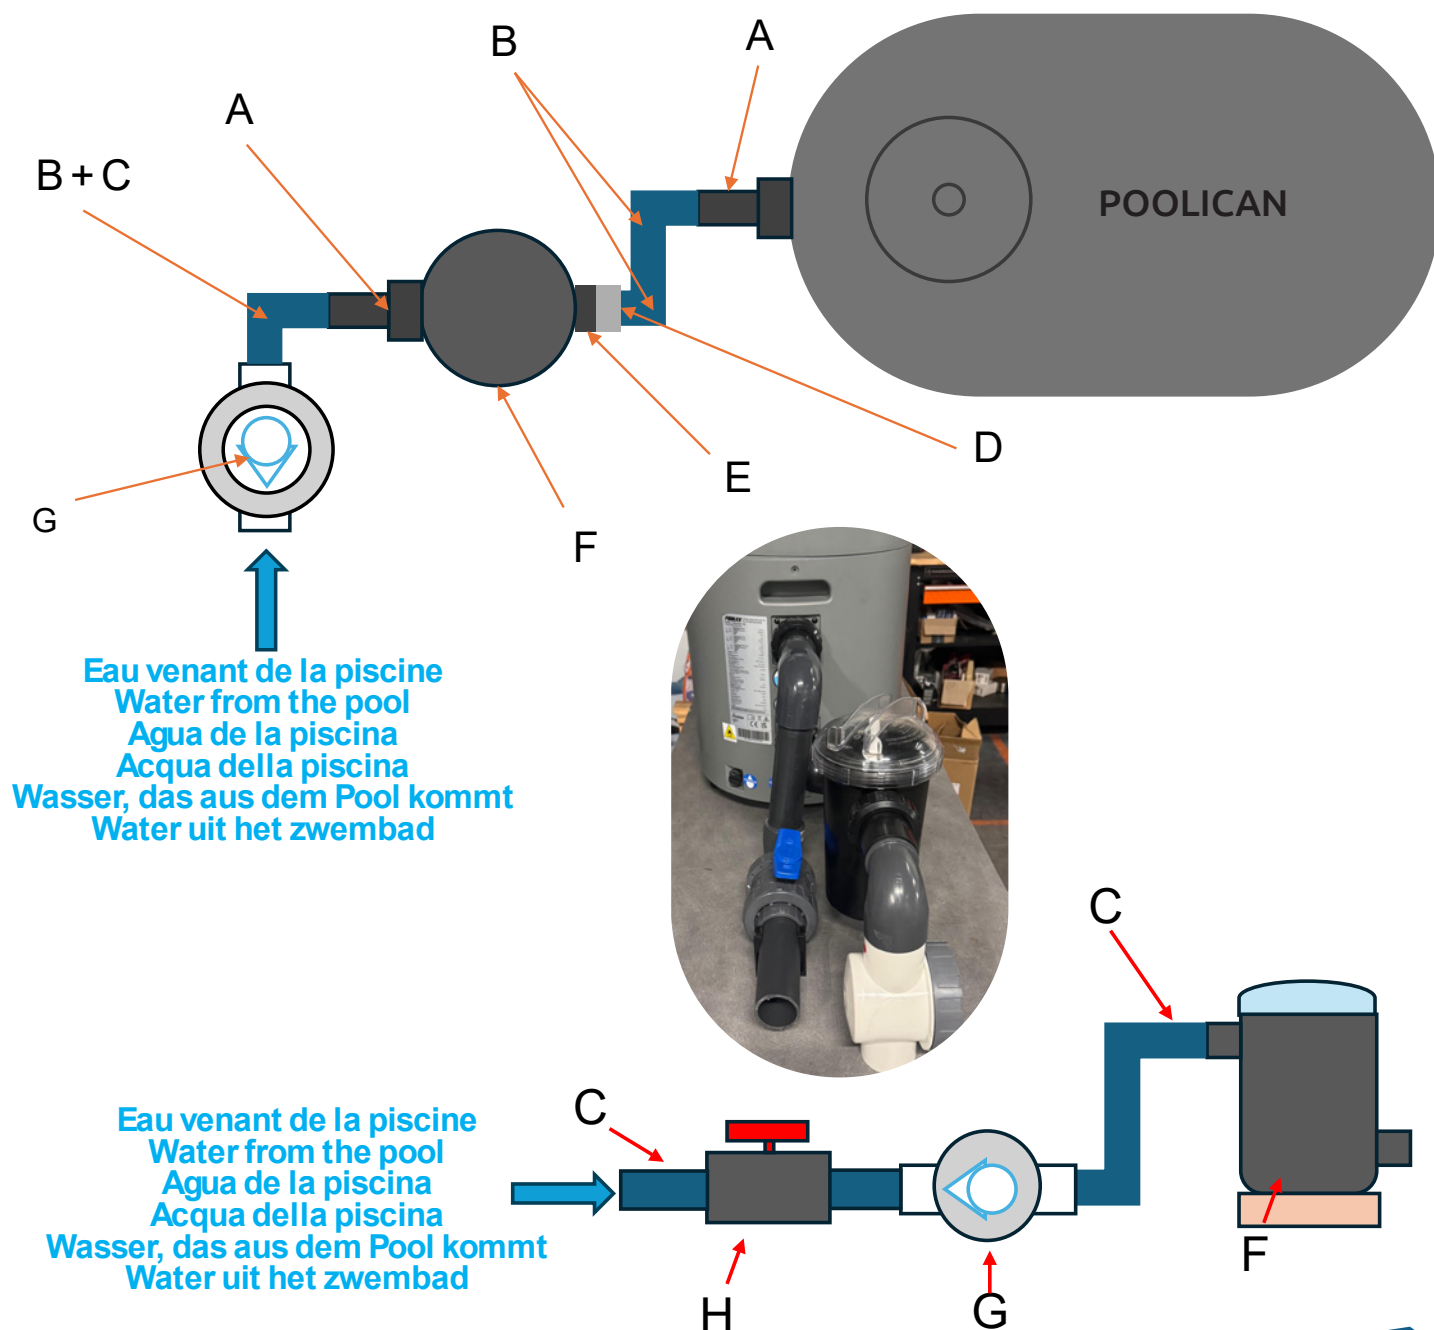 B
A
A
B + C
POOLICAN
D
E
G
F
Eau venant de la piscine
Water from the pool
Agua de la piscina
Acqua della piscina
Wasser, das aus dem Pool kommt
Water uit het zwembad
C
C
Eau venant de la piscine
Water from the pool
Agua de la piscina
Acqua della piscina
Wasser, das aus dem Pool kommt
Water uit het zwembad
F
H
G